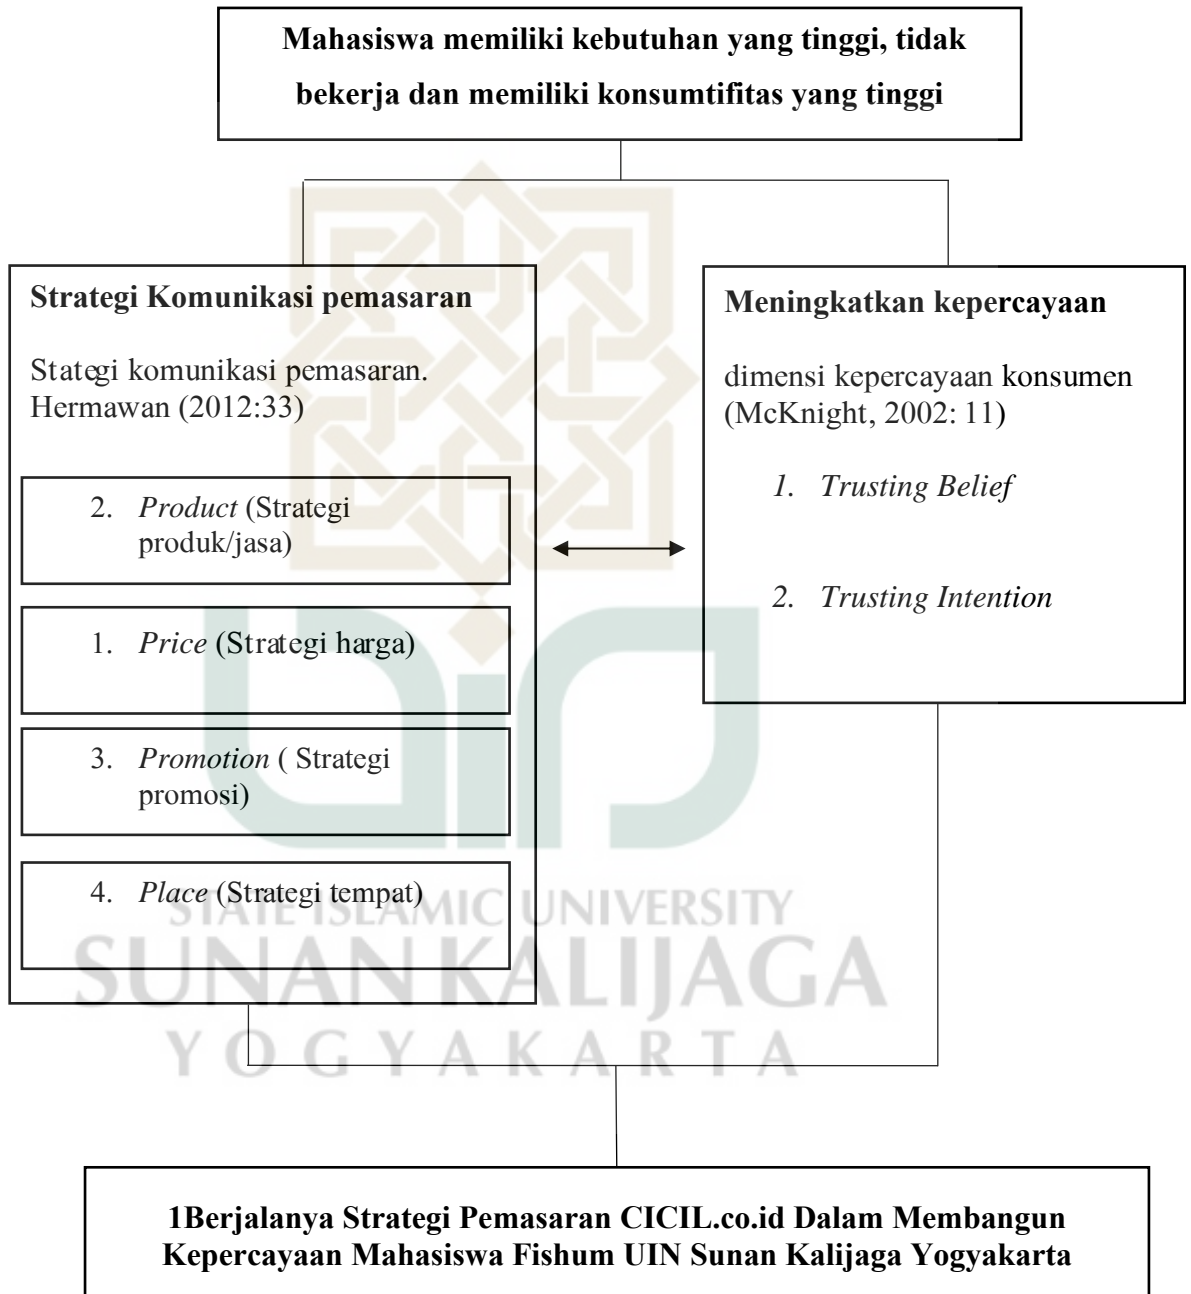 Mahasiswa memiliki kebutuhan yang tinggi, tidak
bekerja dan memiliki konsumtifitas yang tinggi
Strategi Komunikasi pemasaran
Stategi komunikasi pemasaran.
Hermawan (2012:33)
2. Product (Strategi
produk/jasa)
1. Price (Strategi harga)
3. Promotion ( Strategi
promosi)
4. Place (Strategi tempat)
Meningkatkan kepercayaan
dimensi kepercayaan konsumen
(McKnight, 2002: 11)
1. Trusting Belief
2. Trusting Intention
STATE ISLAMIC UNIVERSITY
SUNAN KALIJAGA
YOGYAKARTA
1Berjalanya Strategi Pemasaran CICIL.co.id Dalam Membangun
Kepercayaan Mahasiswa Fishum UIN Sunan Kalijaga Yogyakarta